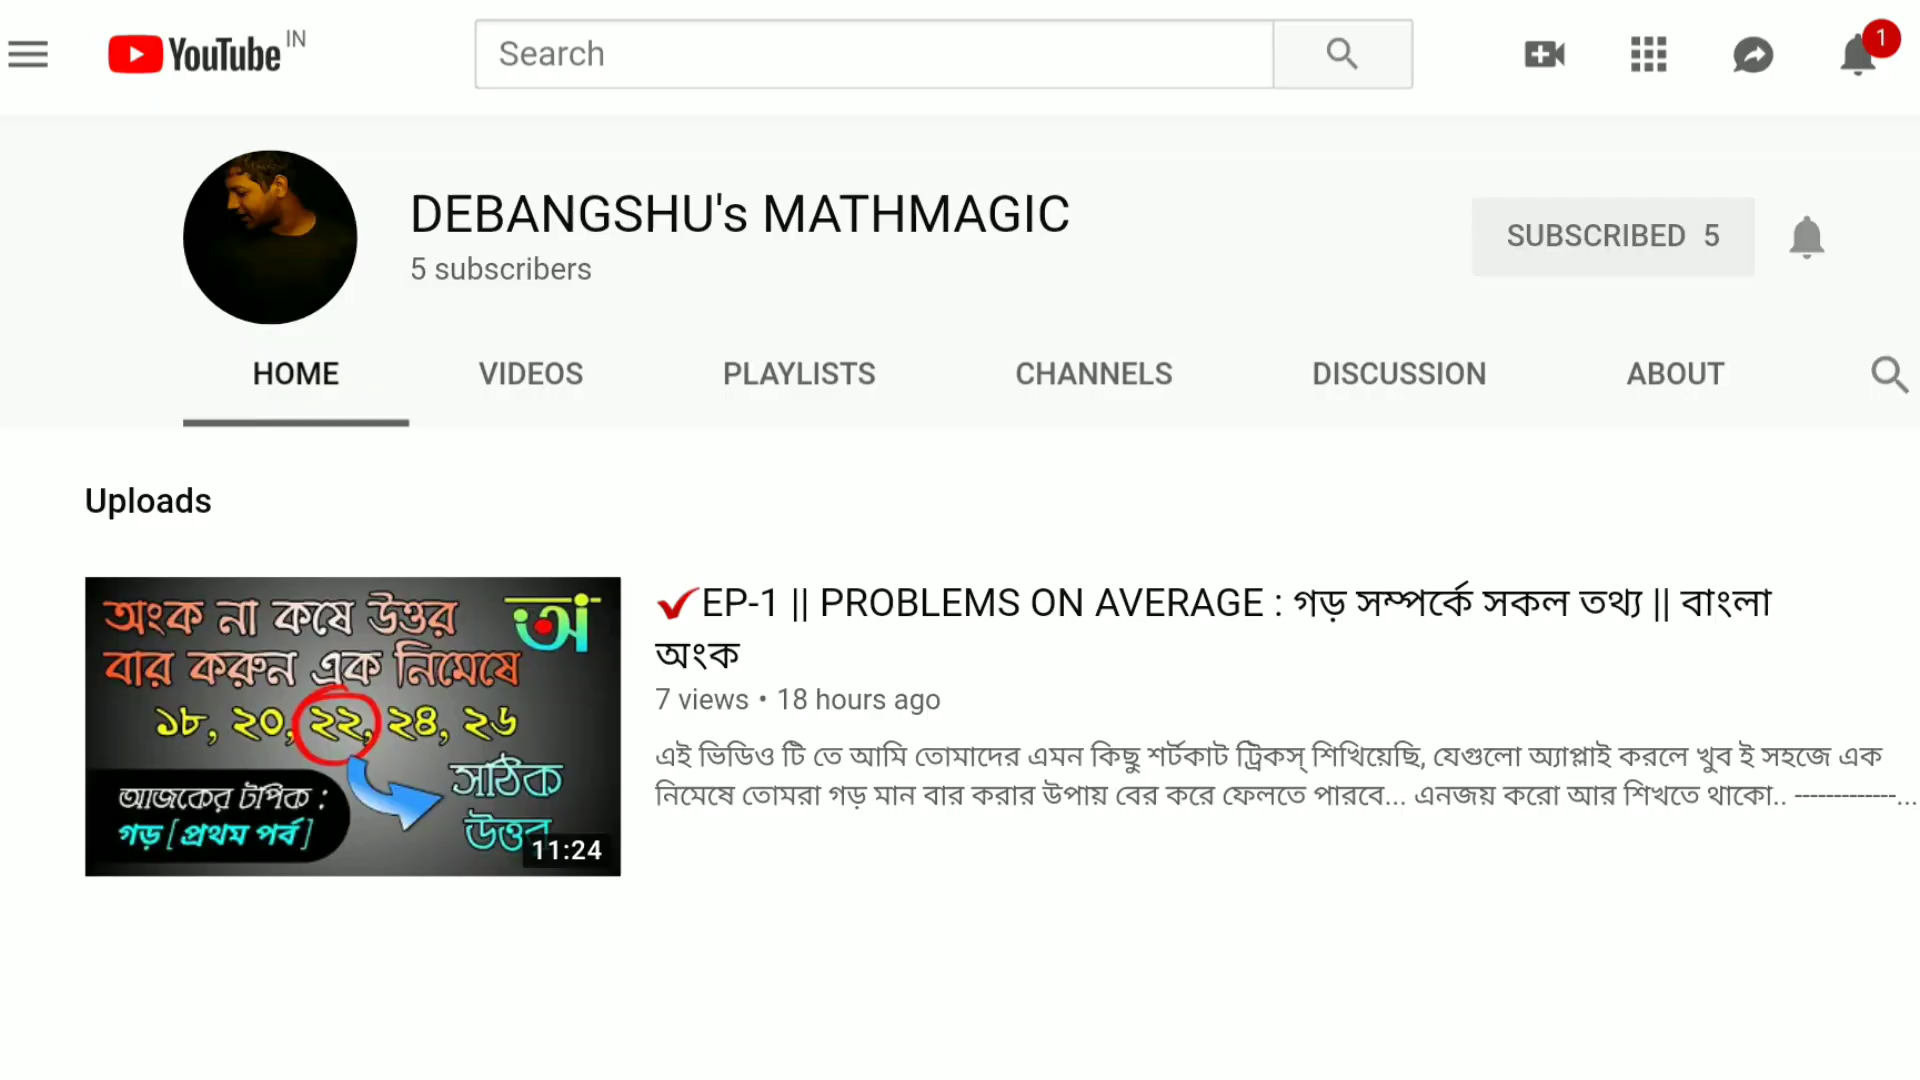 YouTube IN
Search
1
DEBANGSHU's MATHMAGIC
5 subscribers
SUBSCRIBED 5
HOME VIDEOS PLAYLISTS CHANNELS DISCUSSION ABOUT
Uploads
অংক না কষে উত্তর
বার করুন এক নিমেষে
অং
১৮, ২০, ২২, ২৪, ২৬
সঠিক
উত্তর
আজকের টপিক :
গড় [প্রথম পর্ব]
11:24
✔EP-1 || PROBLEMS ON AVERAGE : গড় সম্পর্কে সকল তথ্য || বাংলা
অংক
7 views • 18 hours ago
এই ভিডিও টি তে আমি তোমাদের এমন কিছু শর্টকাট ট্রিকস্ শিখিয়েছি, যেগুলো অ্যাপ্লাই করলে খুব ই সহজে এক
নিমেষে তোমরা গড় মান বার করার উপায় বের করে ফেলতে পারবে... এনজয় করো আর শিখতে থাকো.. -------------...